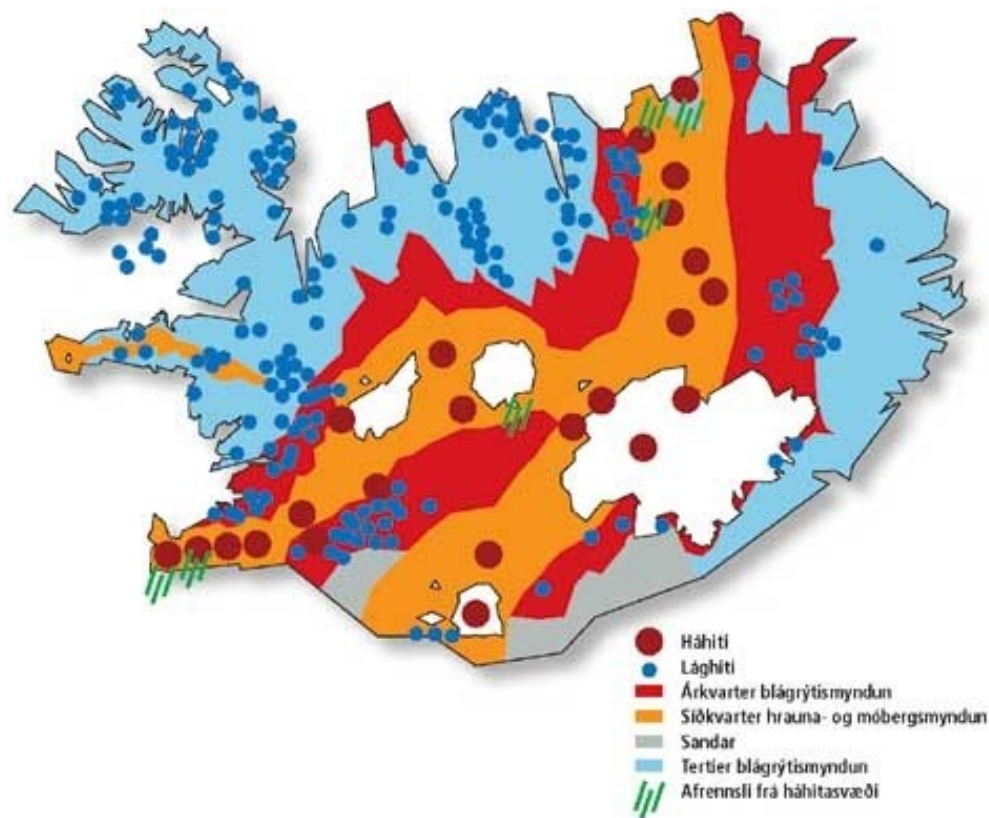 Háhiti
Lághiti
Árkvarter blágrýtismyndun
Síðkvarter hrauna- og móbergsmyndun
Sandar
Tertíer blágrýtismyndun
Afrennsli frá háhitasvæði